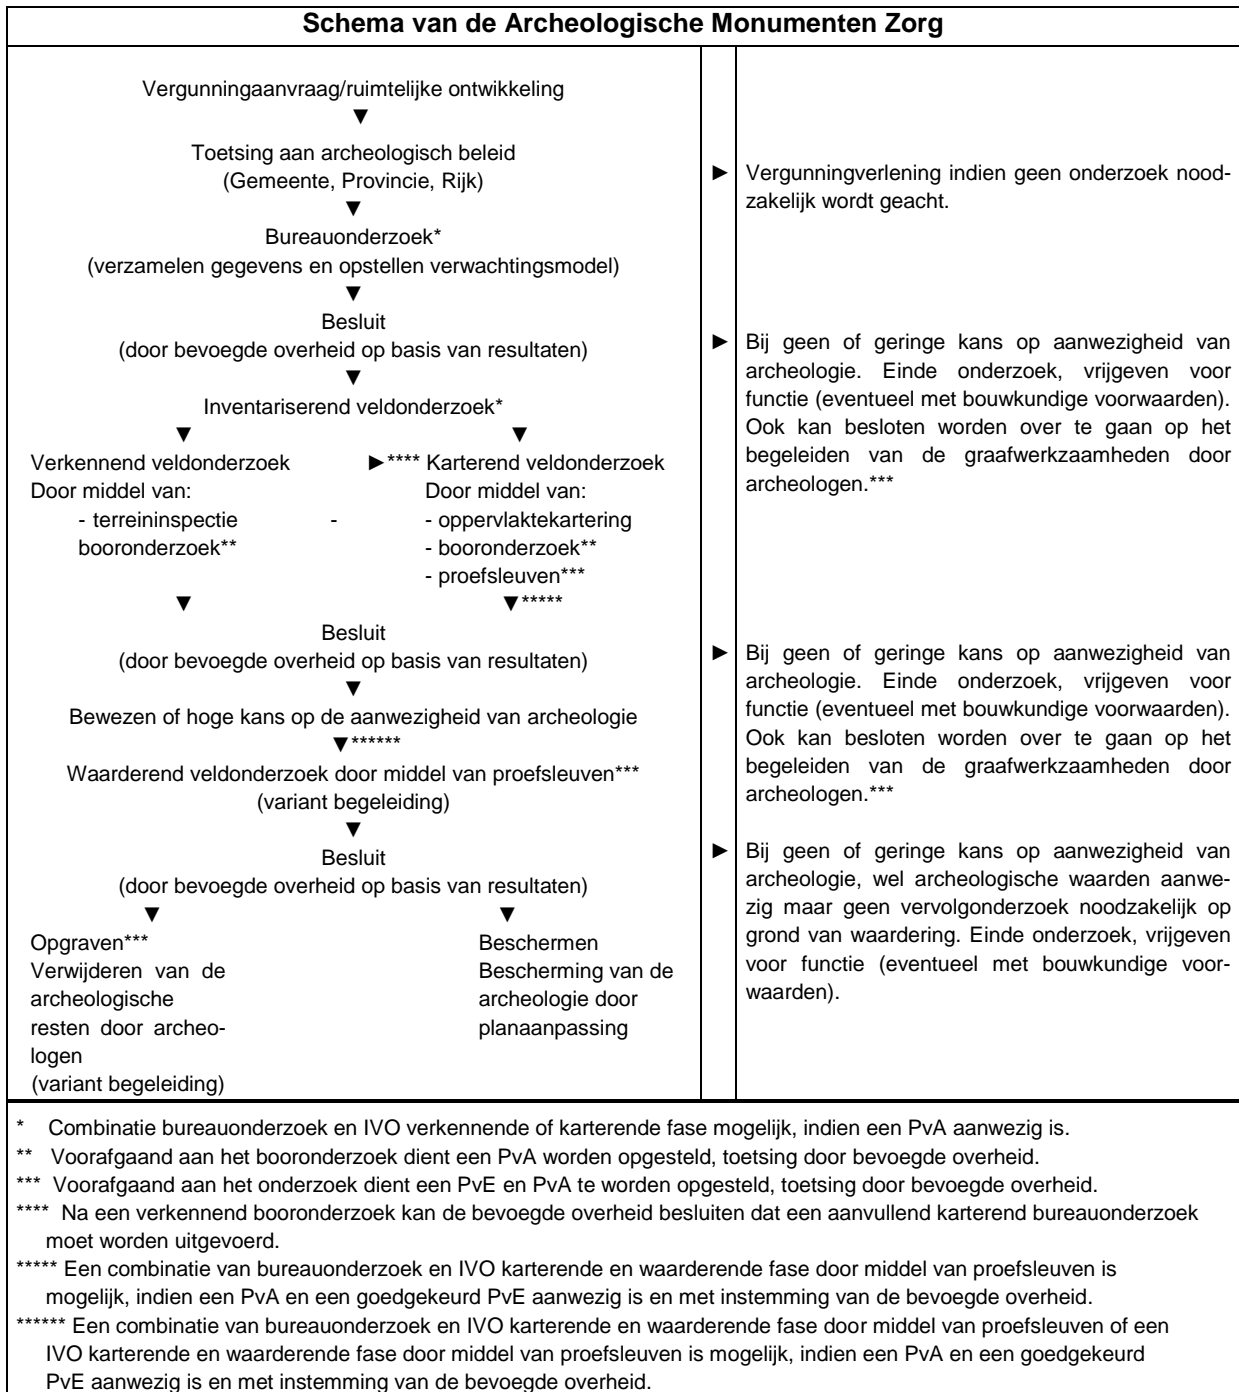 Schema van de Archeologische Monumenten Zorg
Vergunningaanvraag/ruimtelijke ontwikkeling
▼
Toetsing aan archeologisch beleid
(Gemeente, Provincie, Rijk)
▼
Bureauonderzoek*
(verzamelen gegevens en opstellen verwachtingsmodel)
▼
Besluit
(door bevoegde overheid op basis van resultaten)
▼
Inventariserend veldonderzoek*
▼ ▼
Verkennend veldonderzoek ►**** Karterend veldonderzoek
Door middel van: Door middel van:
- terreininspectie - - oppervlaktekartering
booronderzoek** - booronderzoek**
- proefsleuven***
▼ ▼*****
Besluit
(door bevoegde overheid op basis van resultaten)
▼
Bewezen of hoge kans op de aanwezigheid van archeologie
▼******
Waarderend veldonderzoek door middel van proefsleuven***
(variant begeleiding)
▼
Besluit
(door bevoegde overheid op basis van resultaten)
▼ ▼
Opgraven*** Beschermen
Verwijderen van de Bescherming van de
archeologische archeologie door
resten door archeo- planaanpassing
logen
(variant begeleiding)
► Vergunningverlening indien geen onderzoek nood-
zakelijk wordt geacht.
► Bij geen of geringe kans op aanwezigheid van
archeologie. Einde onderzoek, vrijgeven voor
functie (eventueel met bouwkundige voorwaarden).
Ook kan besloten worden over te gaan op het
begeleiden van de graafwerkzaamheden door
archeologen.***
► Bij geen of geringe kans op aanwezigheid van
archeologie. Einde onderzoek, vrijgeven voor
functie (eventueel met bouwkundige voorwaarden).
Ook kan besloten worden over te gaan op het
begeleiden van de graafwerkzaamheden door
archeologen.***
► Bij geen of geringe kans op aanwezigheid van
archeologie, wel archeologische waarden aanwe-
zig maar geen vervolgonderzoek noodzakelijk op
grond van waardering. Einde onderzoek, vrijgeven
voor functie (eventueel met bouwkundige voor-
waarden).
* Combinatie bureauonderzoek en IVO verkennende of karterende fase mogelijk, indien een PvA aanwezig is.
** Voorafgaand aan het booronderzoek dient een PvA worden opgesteld, toetsing door bevoegde overheid.
*** Voorafgaand aan het onderzoek dient een PvE en PvA te worden opgesteld, toetsing door bevoegde overheid.
**** Na een verkennend booronderzoek kan de bevoegde overheid besluiten dat een aanvullend karterend bureauonderzoek
moet worden uitgevoerd.
***** Een combinatie van bureauonderzoek en IVO karterende en waarderende fase door middel van proefsleuven is
mogelijk, indien een PvA en een goedgekeurd PvE aanwezig is en met instemming van de bevoegde overheid.
****** Een combinatie van bureauonderzoek en IVO karterende en waarderende fase door middel van proefsleuven of een
IVO karterende en waarderende fase door middel van proefsleuven is mogelijk, indien een PvA en een goedgekeurd
PvE aanwezig is en met instemming van de bevoegde overheid.